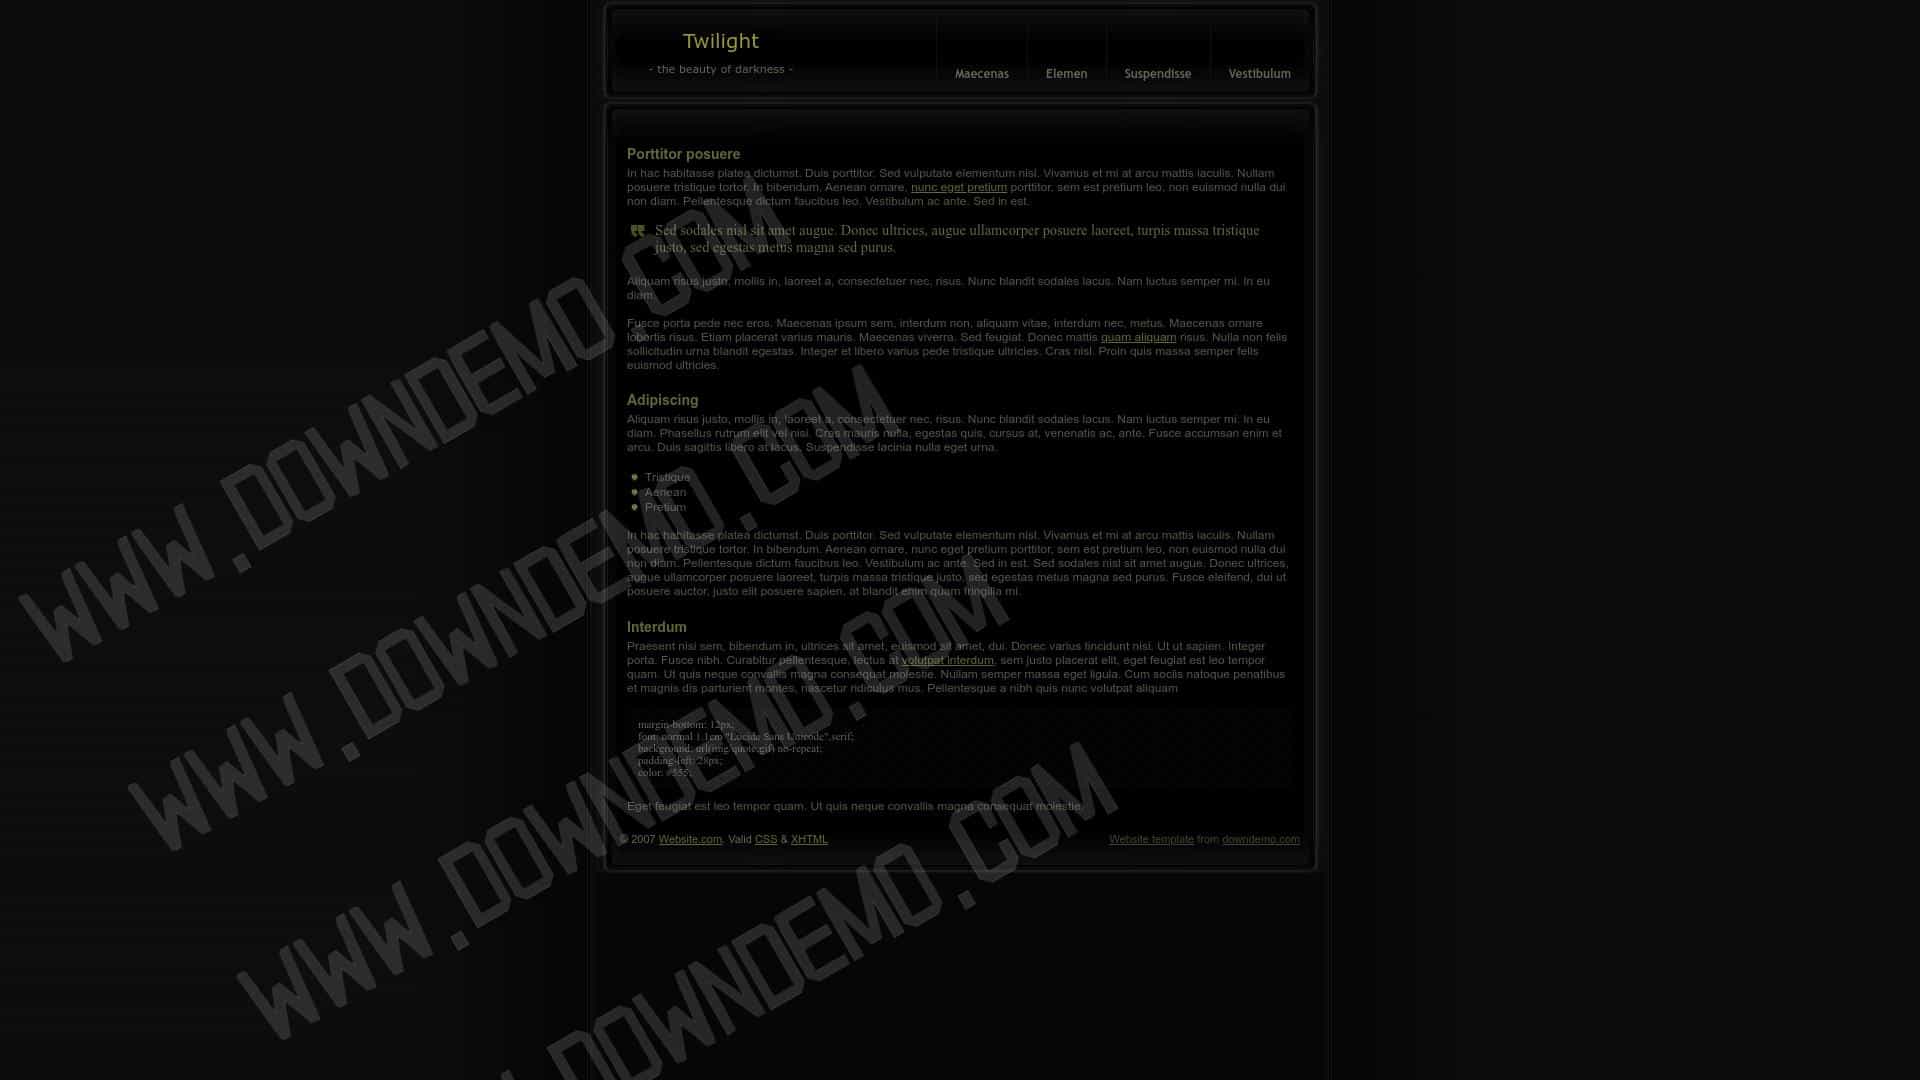 Twilight
- the beauty of darkness -
Maecenas Elemen Suspendisse Vestibulum
Porttitor posuere
In hac habitasse platea dictumst. Duis porttitor. Sed vulputate elementum nisl. Vivamus et mi at arcu mattis iaculis. Nullam
posuere tristique tortor. In bibendum. Aenean ornare, nunc eget pretium porttitor, sem est pretium leo, non euismod nulla dui
non diam. Pellentesque dictum faucibus leo. Vestibulum ac ante. Sed in est.
Sed sodales nisl sit amet augue. Donec ultrices, augue ullamcorper posuere laoreet, turpis massa tristique
justo, sed egestas metus magna sed purus.
Aliquam risus justo, mollis in, laoreet a, consectetuer nec, risus. Nunc blandit sodales lacus. Nam luctus semper mi. In eu
diam.
Fusce porta pede nec eros. Maecenas ipsum sem, interdum non, aliquam vitae, interdum nec, metus. Maecenas ornare
lobortis risus. Etiam placerat varius mauris. Maecenas viverra. Sed feugiat. Donec mattis quam aliquam risus. Nulla non felis
sollicitudin urna blandit egestas. Integer et libero varius pede tristique ultricies. Cras nisl. Proin quis massa semper felis
euismod ultricies.
Adipiscing
Aliquam risus justo, mollis in, laoreet a, consectetuer nec, risus. Nunc blandit sodales lacus. Nam luctus semper mi. In eu
diam. Phasellus rutrum elit vel nisi. Cras mauris nulla, egestas quis, cursus at, venenatis ac, ante. Fusce accumsan enim et
arcu. Duis sagittis libero at lacus. Suspendisse lacinia nulla eget urna.
Tristique
Aenean
Pretium
In hac habitasse platea dictumst. Duis porttitor. Sed vulputate elementum nisl. Vivamus et mi at arcu mattis iaculis. Nullam
posuere tristique tortor. In bibendum. Aenean ornare, nunc eget pretium porttitor, sem est pretium leo, non euismod nulla dui
non diam. Pellentesque dictum faucibus leo. Vestibulum ac ante. Sed in est. Sed sodales nisl sit amet augue. Donec ultrices,
augue ullamcorper posuere laoreet, turpis massa tristique justo, sed egestas metus magna sed purus. Fusce eleifend, dui ut
posuere auctor, justo elit posuere sapien, at blandit enim quam fringilla mi.
Interdum
Praesent nisi sem, bibendum in, ultrices sit amet, euismod sit amet, dui. Donec varius tincidunt nisi. Ut ut sapien. Integer
porta. Fusce nibh. Curabitur pellentesque, lectus at volutpat interdum, sem justo placerat elit, eget feugiat est leo tempor
quam. Ut quis neque convallis magna consequat molestie. Nullam semper massa eget ligula. Cum sociis natoque penatibus
et magnis dis parturient montes, nascetur ridiculus mus. Pellentesque a nibh quis nunc volutpat aliquam
margin-bottom: 12px;
font: normal 1.1em "Lucida Sans Unicode",serif;
background: url(img/quote.gif) no-repeat;
padding-left: 28px;
color: #555;
Eget feugiat est leo tempor quam. Ut quis neque convallis magna consequat molestie.
© 2007 Website.com. Valid CSS & XHTML
Website template from downdemo.com
WWW.DOWNDEMO.COM
WWW.DOWNDEMO.COM
WWW.DOWNDEMO.COM
.DOWNDEMO.COM